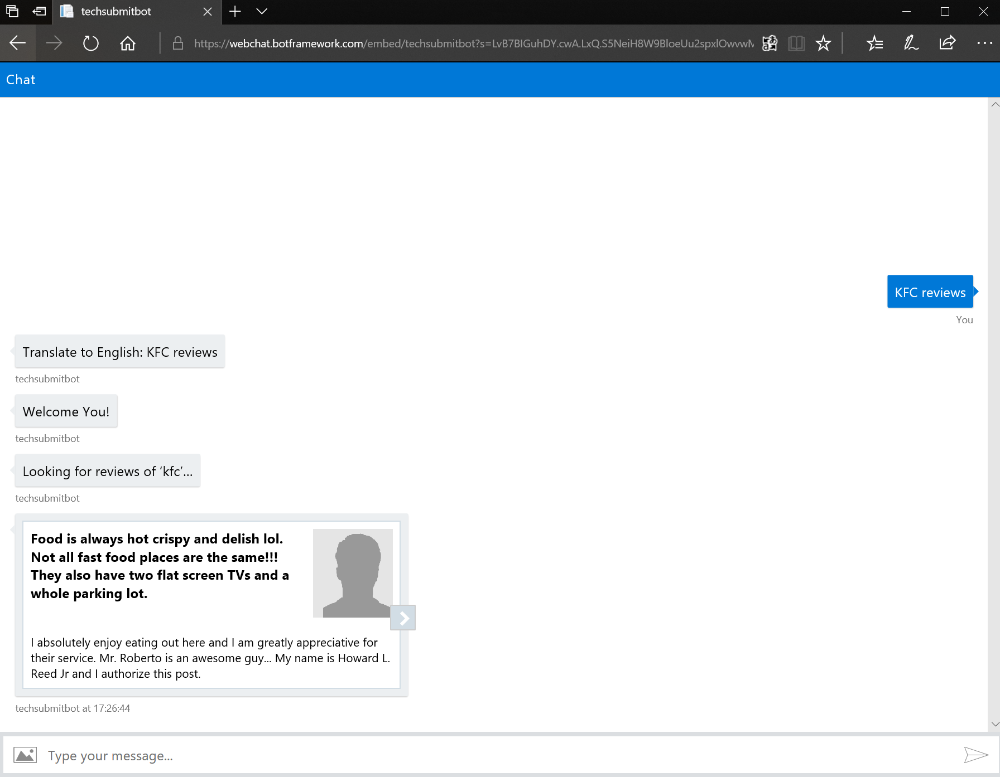 techsubmitbot
https://webchat.botframework.com/embed/techsubmitbot?s=LvB7BIGuhDY.cwA.LxQ.S5NeiH8W9BloeUu2spxlOwvwM
Chat
KFC reviews
You
Translate to English: KFC reviews
techsubmitbot
Welcome You!
techsubmitbot
Looking for reviews of 'kfc'...
techsubmitbot
Food is always hot crispy and delish lol.
Not all fast food places are the same!!!
They also have two flat screen TVs and a
whole parking lot.
I absolutely enjoy eating out here and I am greatly appreciative for
their service. Mr. Roberto is an awesome guy... My name is Howard L.
Reed Jr and I authorize this post.
techsubmitbot at 17:26:44
Type your message...